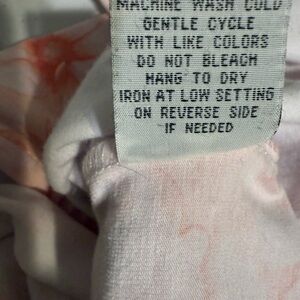 MACHINE WASH COLD
GENTLE CYCLE
WITH LIKE COLORS
DO NOT BLEACH
HANG TO DRY
IRON AT LOW SETTING
ON REVERSE SIDE
IF NEEDED